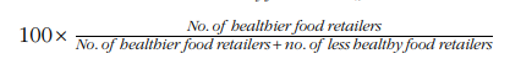 100× No. of healthier food retailers
No. of healthier food retailers + no. of less healthy food retailers